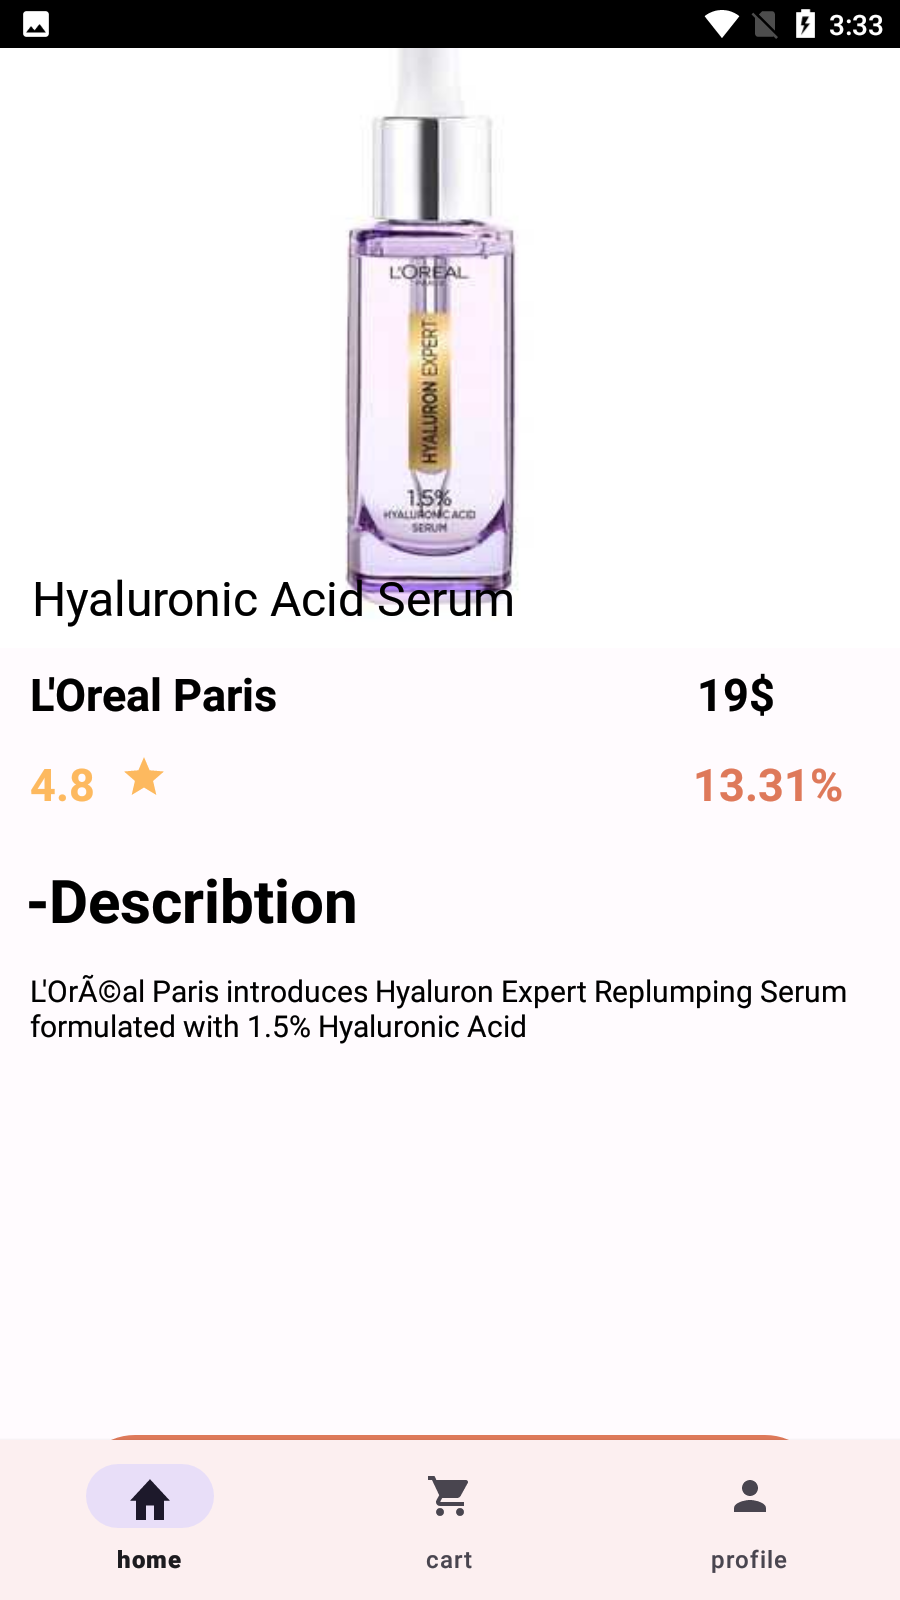 3:33
L'ORÉAL
PARIS
HYALURON EXPERT
1.5%
HYALURONIC ACID
SERUM
Hyaluronic Acid Serum
L'Oreal Paris
19$
4.8
13.31%
-Describtion
L'OrÃ©al Paris introduces Hyaluron Expert Replumping Serum
formulated with 1.5% Hyaluronic Acid
home
cart
profile